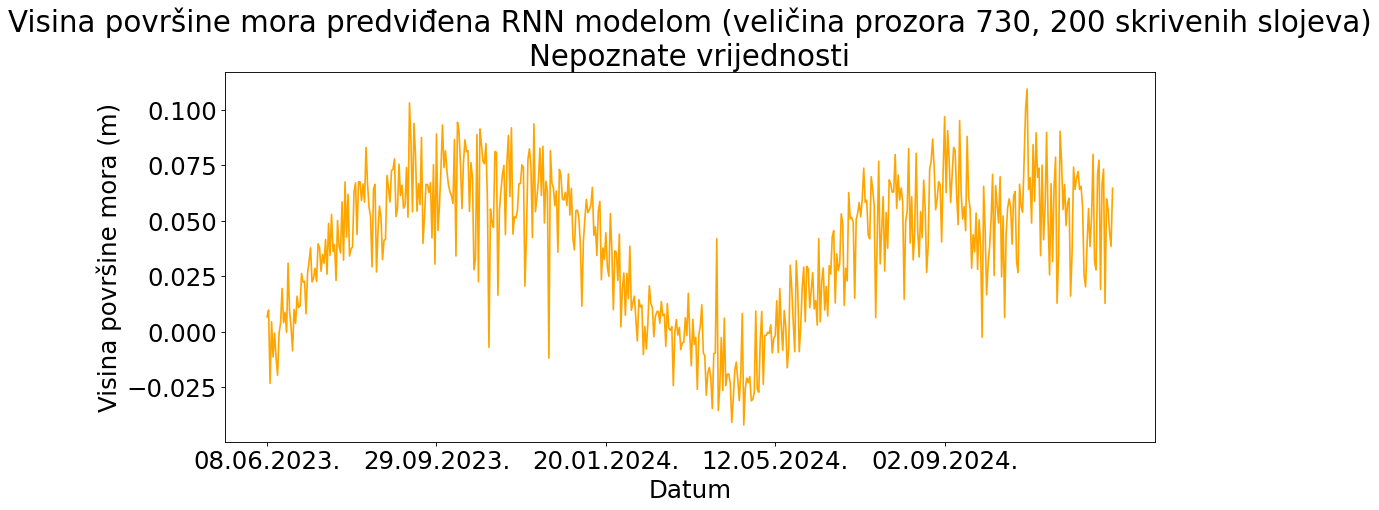 Visina površine mora predviđena RNN modelom (veličina prozora 730, 200 skrivenih slojeva)
Nepoznate vrijednosti
Visina površine mora (m)
0.100
0.075
0.050
0.025
0.000
−0.025
08.06.2023. 29.09.2023. 20.01.2024. 12.05.2024. 02.09.2024.
Datum